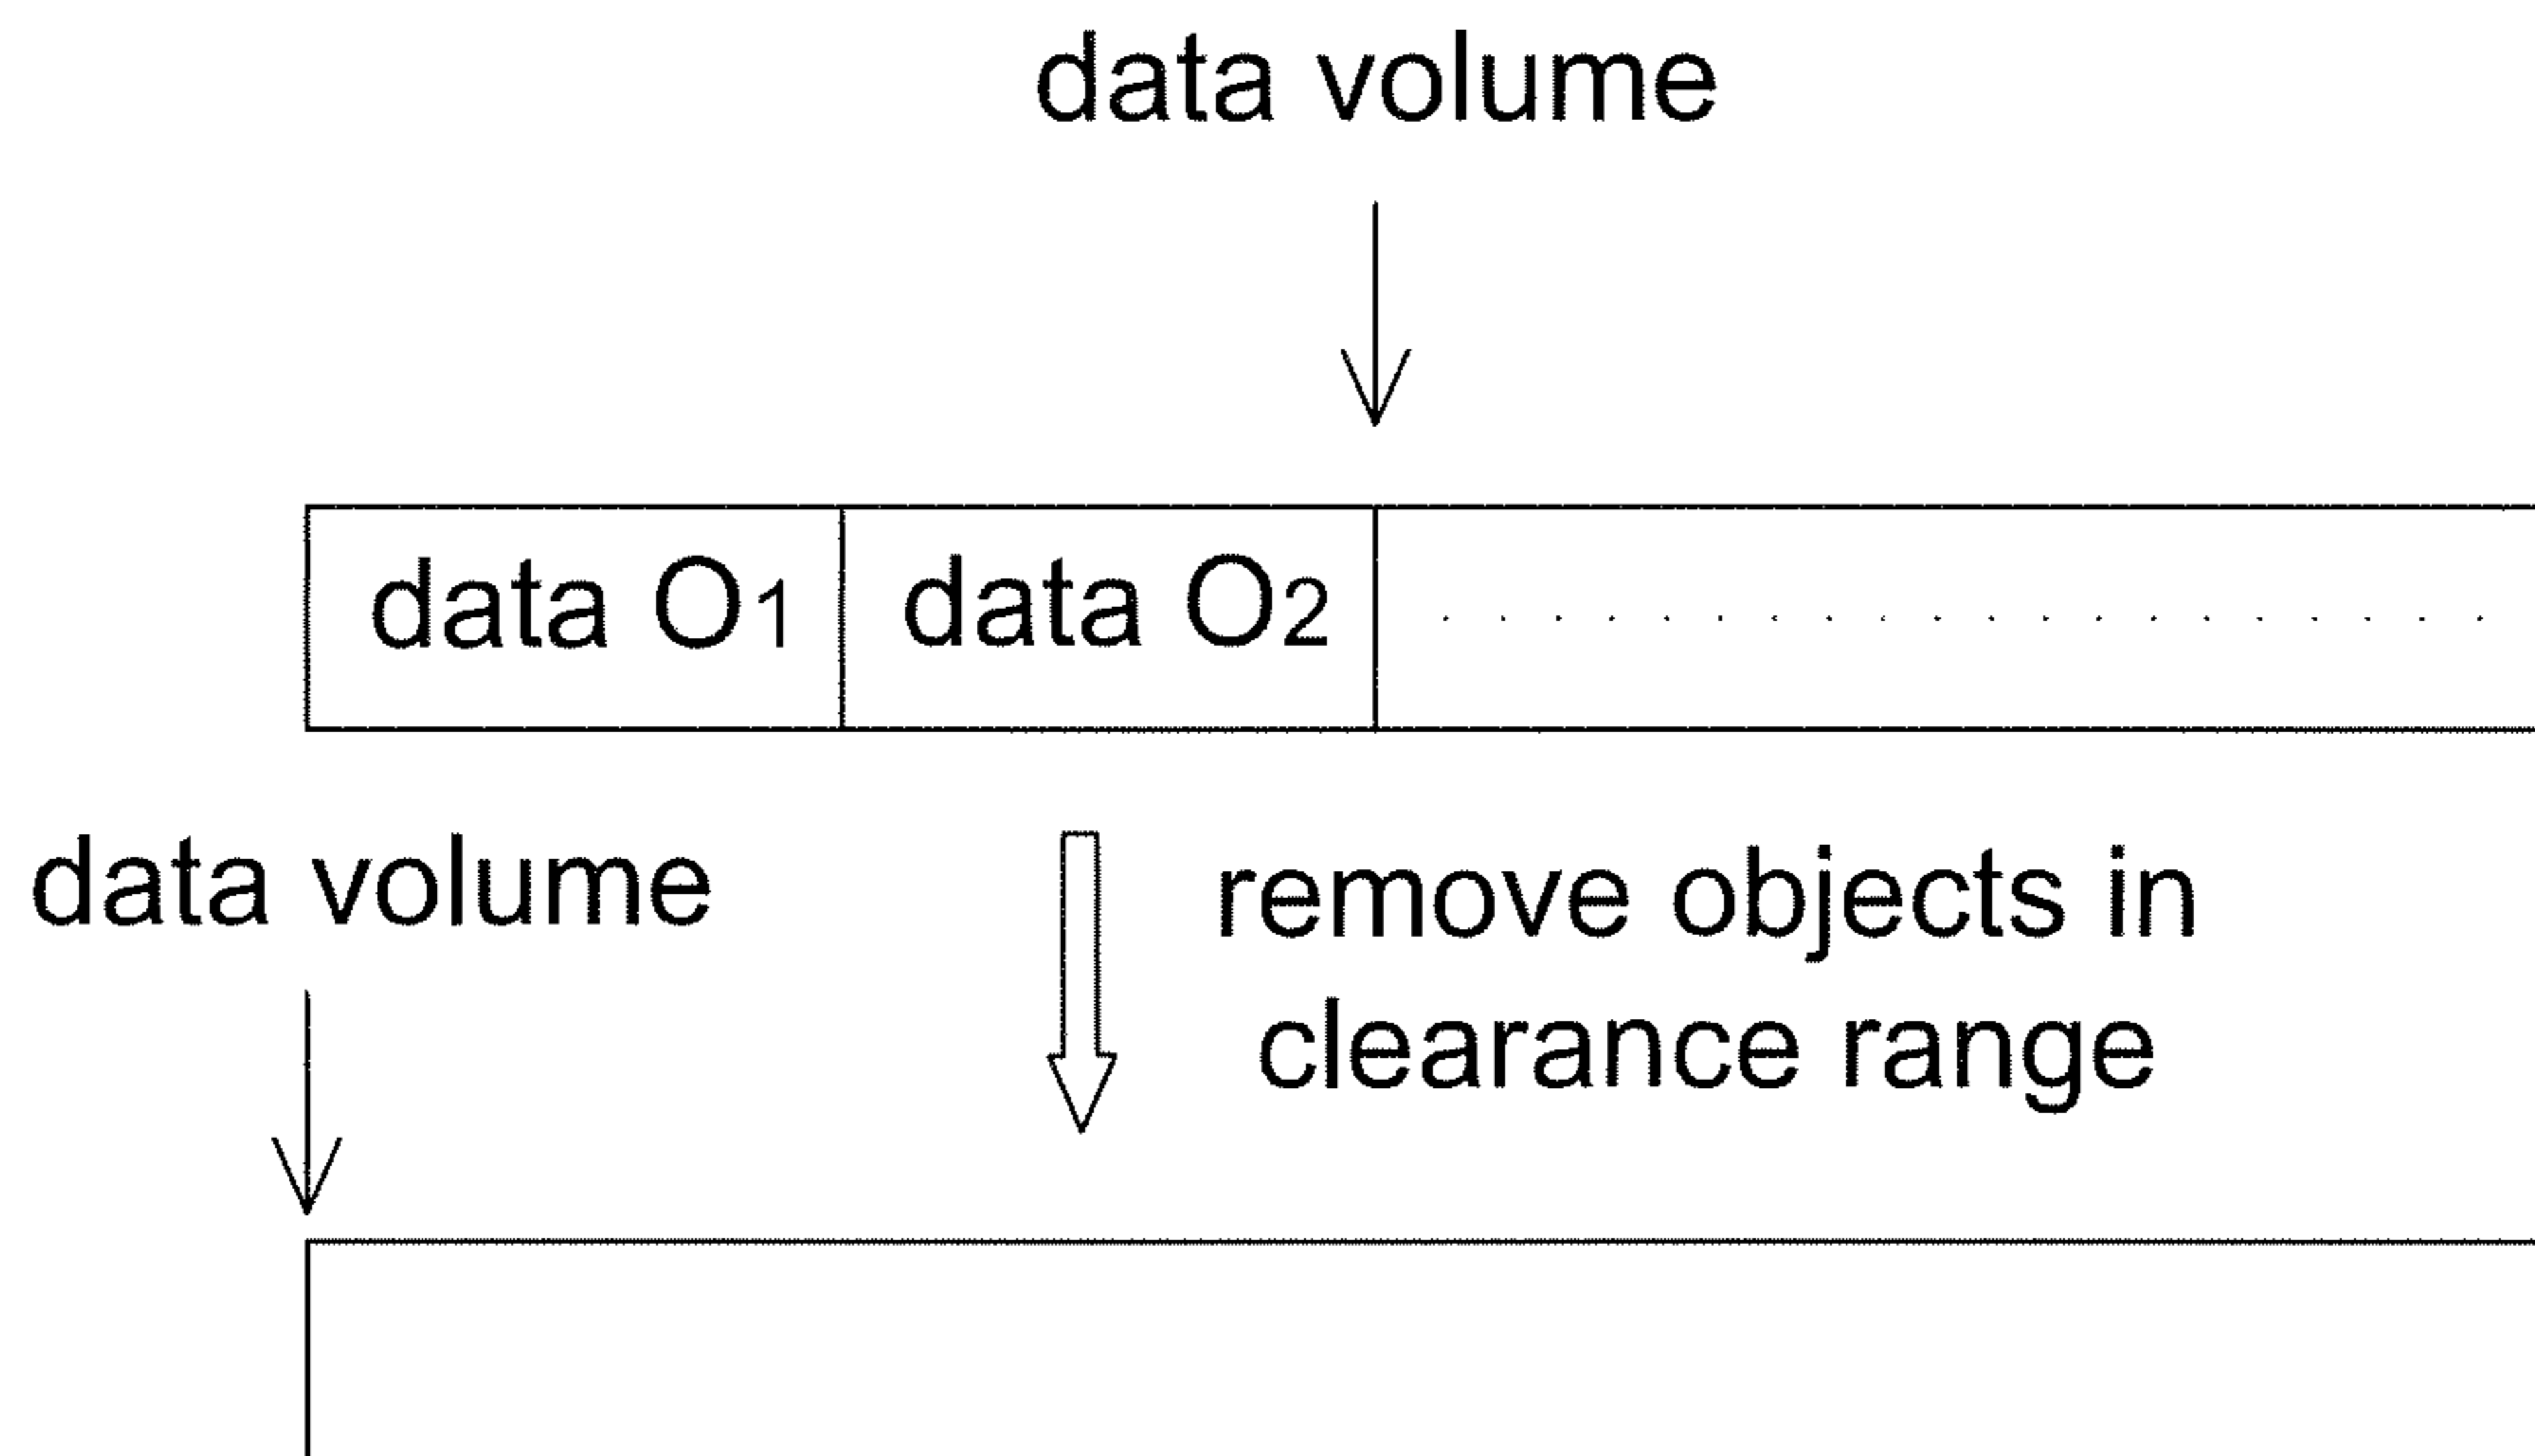 data volume
data O1 data O2
data volume
remove objects in
clearance range